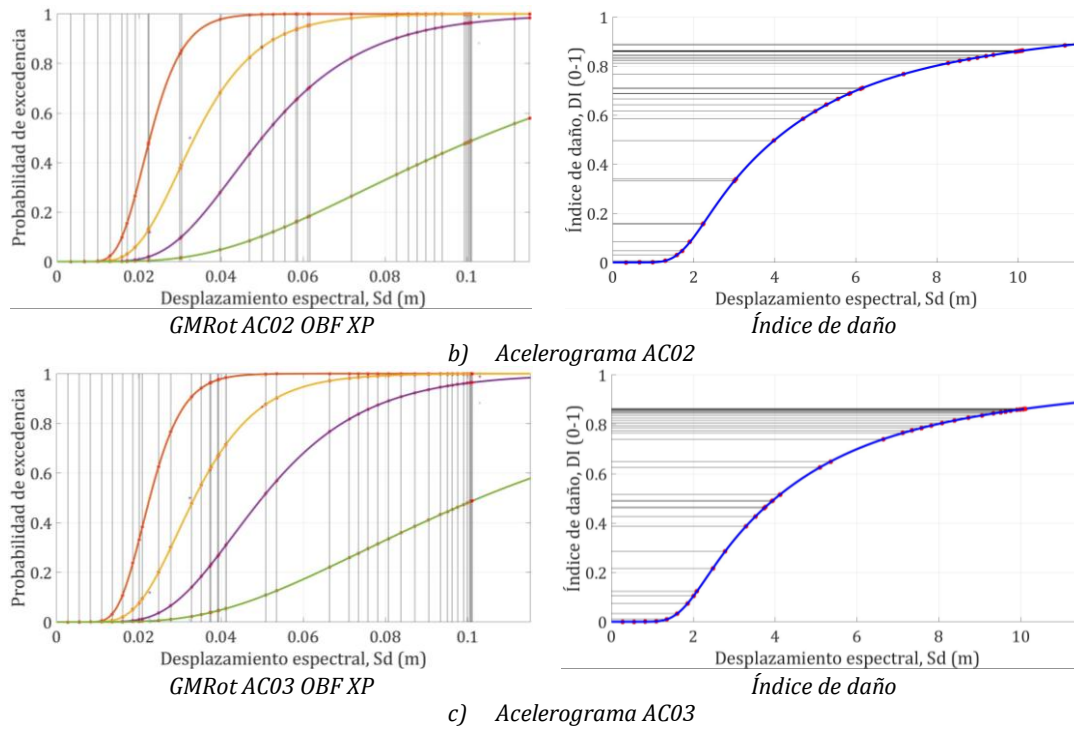 Probabilidad de excedencia
1
0.8
0.6
0.4
0.2
0
0 0.02 0.04 0.06 0.08 0.1
Desplazamiento espectral, Sd (m)
GMRot AC02 OBF XP
Índice de daño, DI (0-1)
1
0.8
0.6
0.4
0.2
0
0 2 4 6 8 10
Desplazamiento espectral, Sd (m)
Índice de daño
b) Acelerograma AC02
Probabilidad de excedencia
1
0.8
0.6
0.4
0.2
0
0 0.02 0.04 0.06 0.08 0.1
Desplazamiento espectral, Sd (m)
GMRot AC03 OBF XP
Índice de daño, DI (0-1)
1
0.8
0.6
0.4
0.2
0
0 2 4 6 8 10
Desplazamiento espectral, Sd (m)
Índice de daño
c) Acelerograma AC03